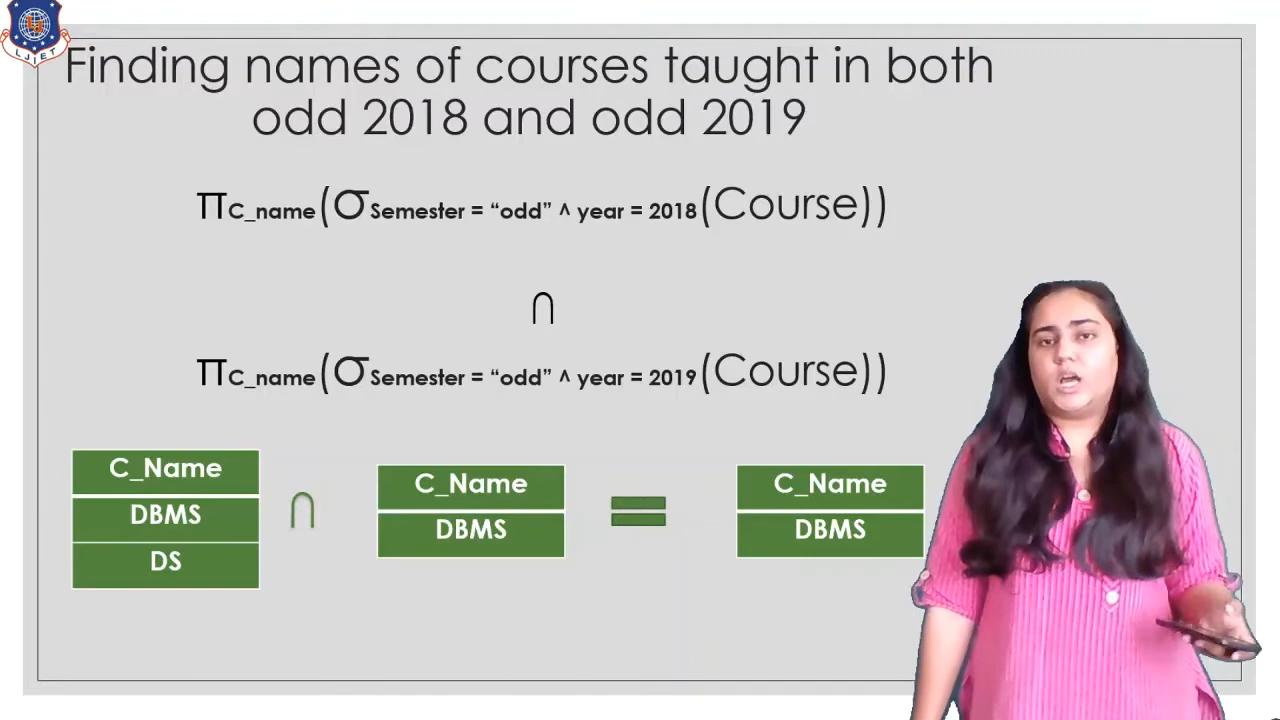 LJIET
Finding names of courses taught in both
odd 2018 and odd 2019
ΠC_name(σSemester = “odd” ^ year = 2018(Course))
∩
ΠC_name(σSemester = “odd” ^ year = 2019(Course))
C_Name
DBMS
DS
∩
C_Name
DBMS
=
C_Name
DBMS